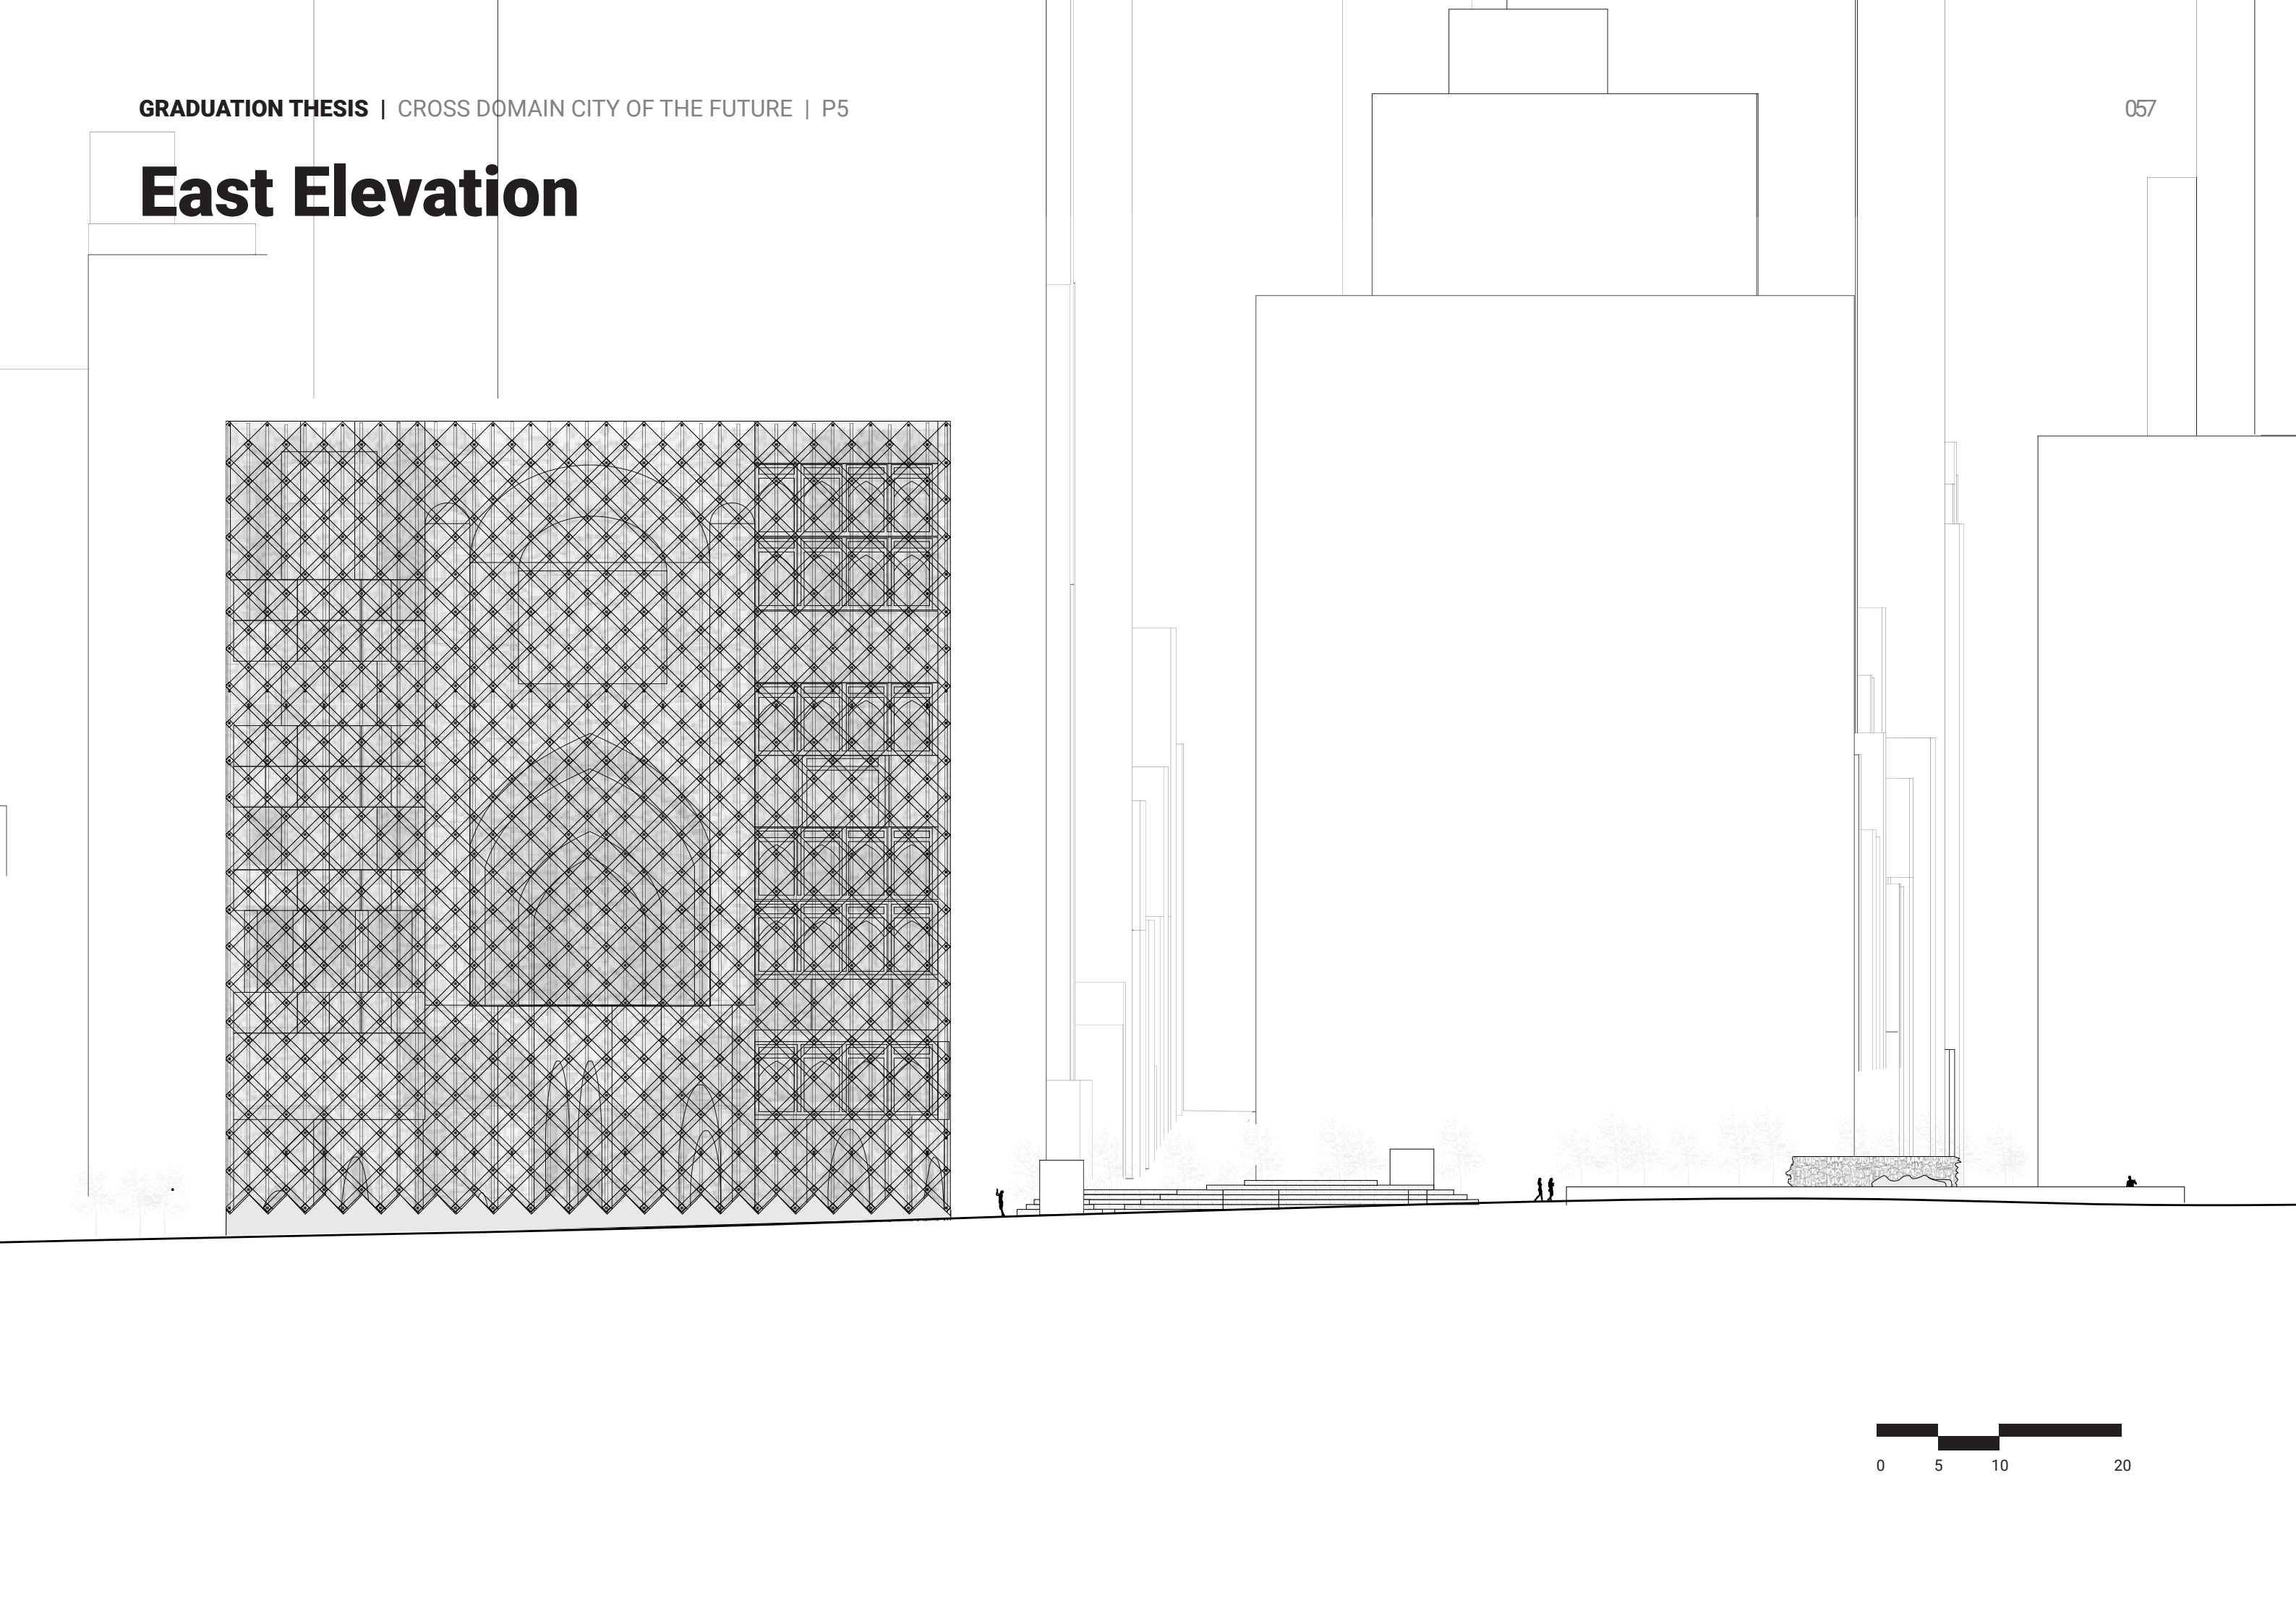 GRADUATION THESIS | CROSS DOMAIN CITY OF THE FUTURE | P5
057
East Elevation
0 5 10 20